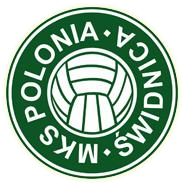 MKS POLONIA · ŚWIDNICA ·